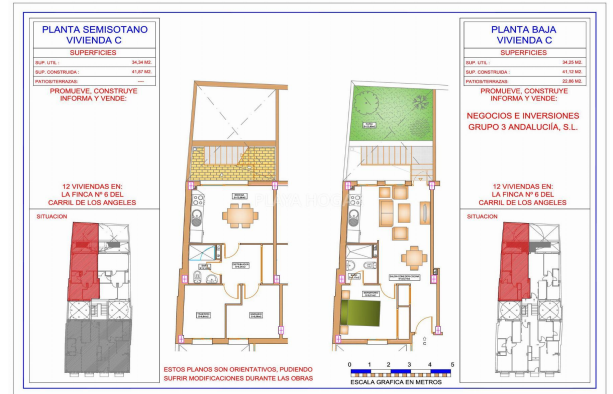 PLANTA SEMISOTANO
VIVIENDA C
SUPERFICIES
SUP. UTIL : 34,34 M2.
SUP. CONSTRUIDA : 41,87 M2.
PATIOS/TERRAZAS: ----
PROMUEVE, CONSTRUYE
INFORMA Y VENDE:
12 VIVIENDAS EN:
LA FINCA Nº 6 DEL
CARRIL DE LOS ANGELES
SITUACION
ESTOS PLANOS SON ORIENTATIVOS, PUDIENDO
SUFRIR MODIFICACIONES DURANTE LAS OBRAS
0 1 2 3 4 5
ESCALA GRAFICA EN METROS
PLANTA BAJA
VIVIENDA C
SUPERFICIES
SUP. UTIL : 34,25 M2.
SUP. CONSTRUIDA : 41,12 M2.
PATIOS/TERRAZAS: 22,86 M2.
PROMUEVE, CONSTRUYE
INFORMA Y VENDE:
NEGOCIOS E INVERSIONES
GRUPO 3 ANDALUCIÍA, S.L.
12 VIVIENDAS EN:
LA FINCA Nº 6 DEL
CARRIL DE LOS ANGELES
SITUACION